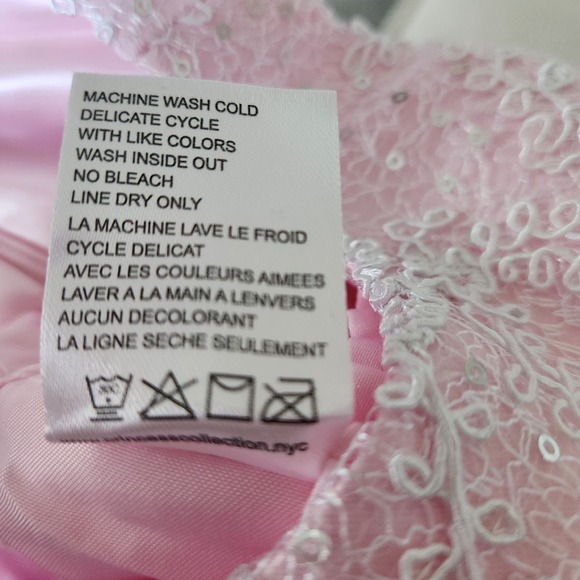 MACHINE WASH COLD
DELICATE CYCLE
WITH LIKE COLORS
WASH INSIDE OUT
NO BLEACH
LINE DRY ONLY
LA MACHINE LAVE LE FROID
CYCLE DELICAT
AVEC LES COULEURS AIMEES
LAVER A LA MAIN A LENVERS
AUCUN DECOLORANT
LA LIGNE SECHE SEULEMENT